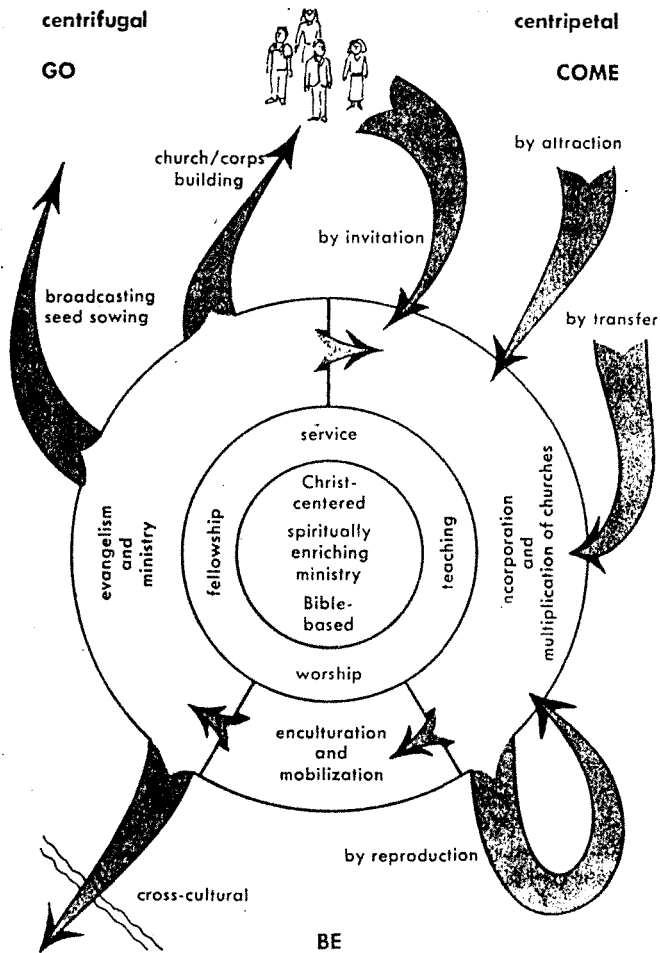 centrifugal
centripetal
GO
COME
church/corps
building
by attraction
by invitation
broadcasting
seed sowing
by transfer
service
Christ-
centered
spiritually
enriching
ministry
Bible-
based
evangelism
and
ministry
fellowship
teaching
ncorporation
and
multiplication of churches
worship
enculturation
and
mobilization
by reproduction
cross-cultural
BE